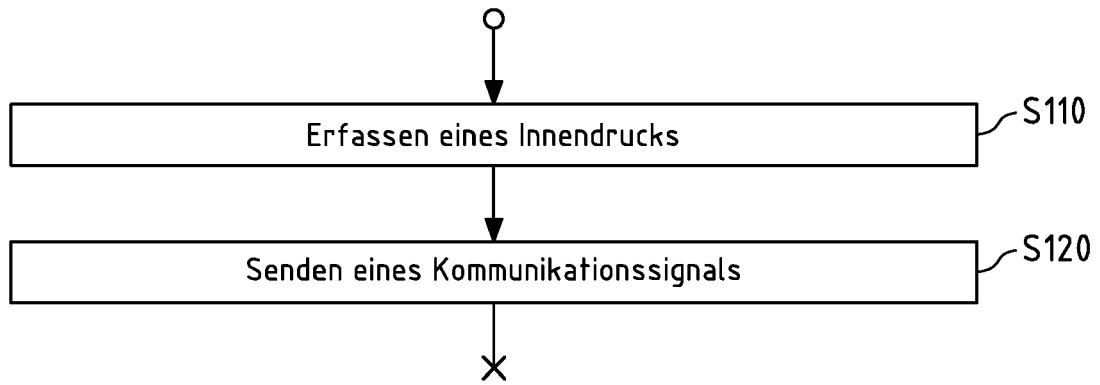 Erfassen eines Innendrucks
S110
Senden eines Kommunikationssignals
S120